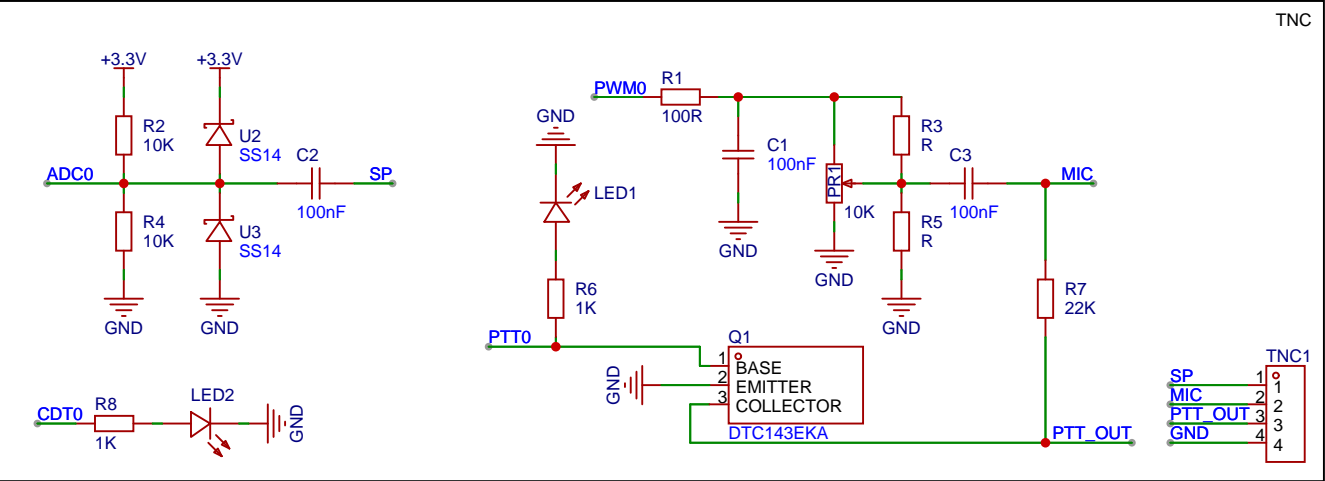 TNC
+3.3V
+3.3V
R2
10K
U2
SS14
C2
100nF
ADC0
SP
R4
10K
U3
SS14
GND
GND
CDT0
R8
1K
LED2
GND
GND
LED1
R6
1K
PTT0
PWM0
R1
100R
C1
100nF
GND
PR1
10K
GND
R3
R
C3
100nF
MIC
R5
R
GND
R7
22K
Q1
1
BASE
2
EMITTER
3
COLLECTOR
DTC143EKA
GND
PTT_OUT
TNC1
SP
1
1
MIC
2
2
PTT_OUT
3
3
GND
4
4